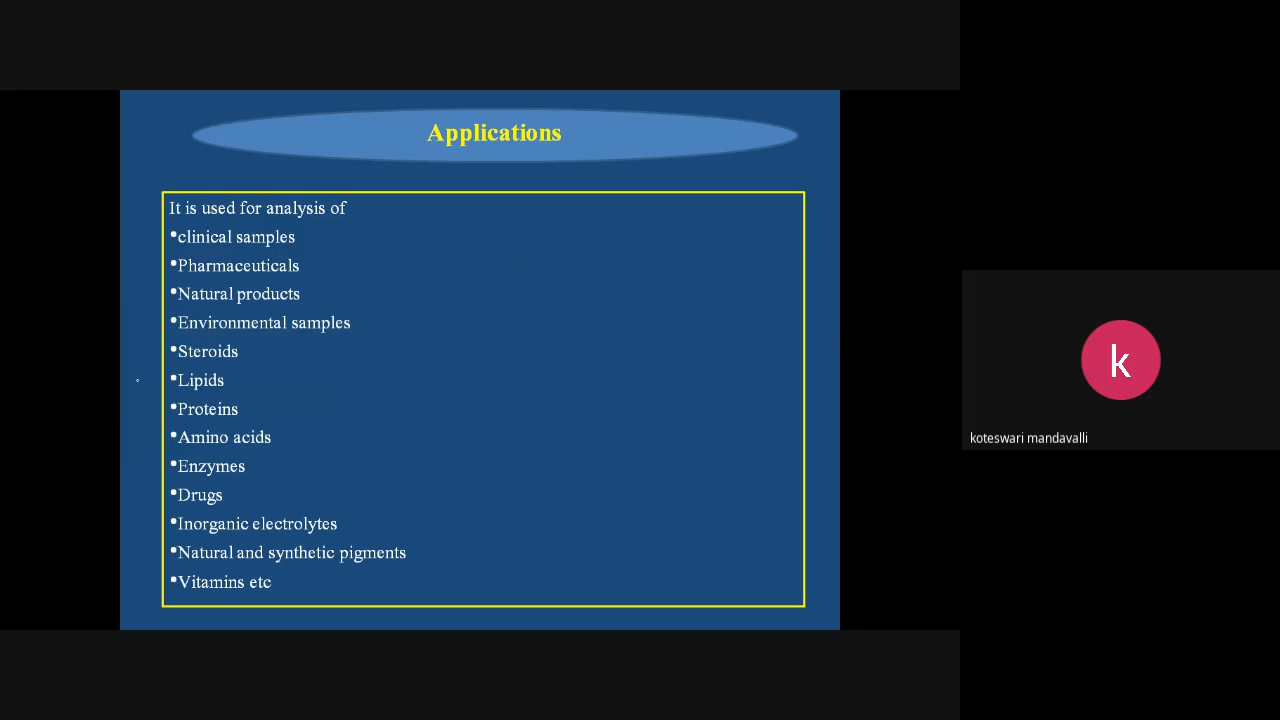 Applications
It is used for analysis of
•clinical samples
•Pharmaceuticals
•Natural products
•Environmental samples
•Steroids
•Lipids
•Proteins
•Amino acids
•Enzymes
•Drugs
•Inorganic electrolytes
•Natural and synthetic pigments
•Vitamins etc
k
koteswari mandavalli